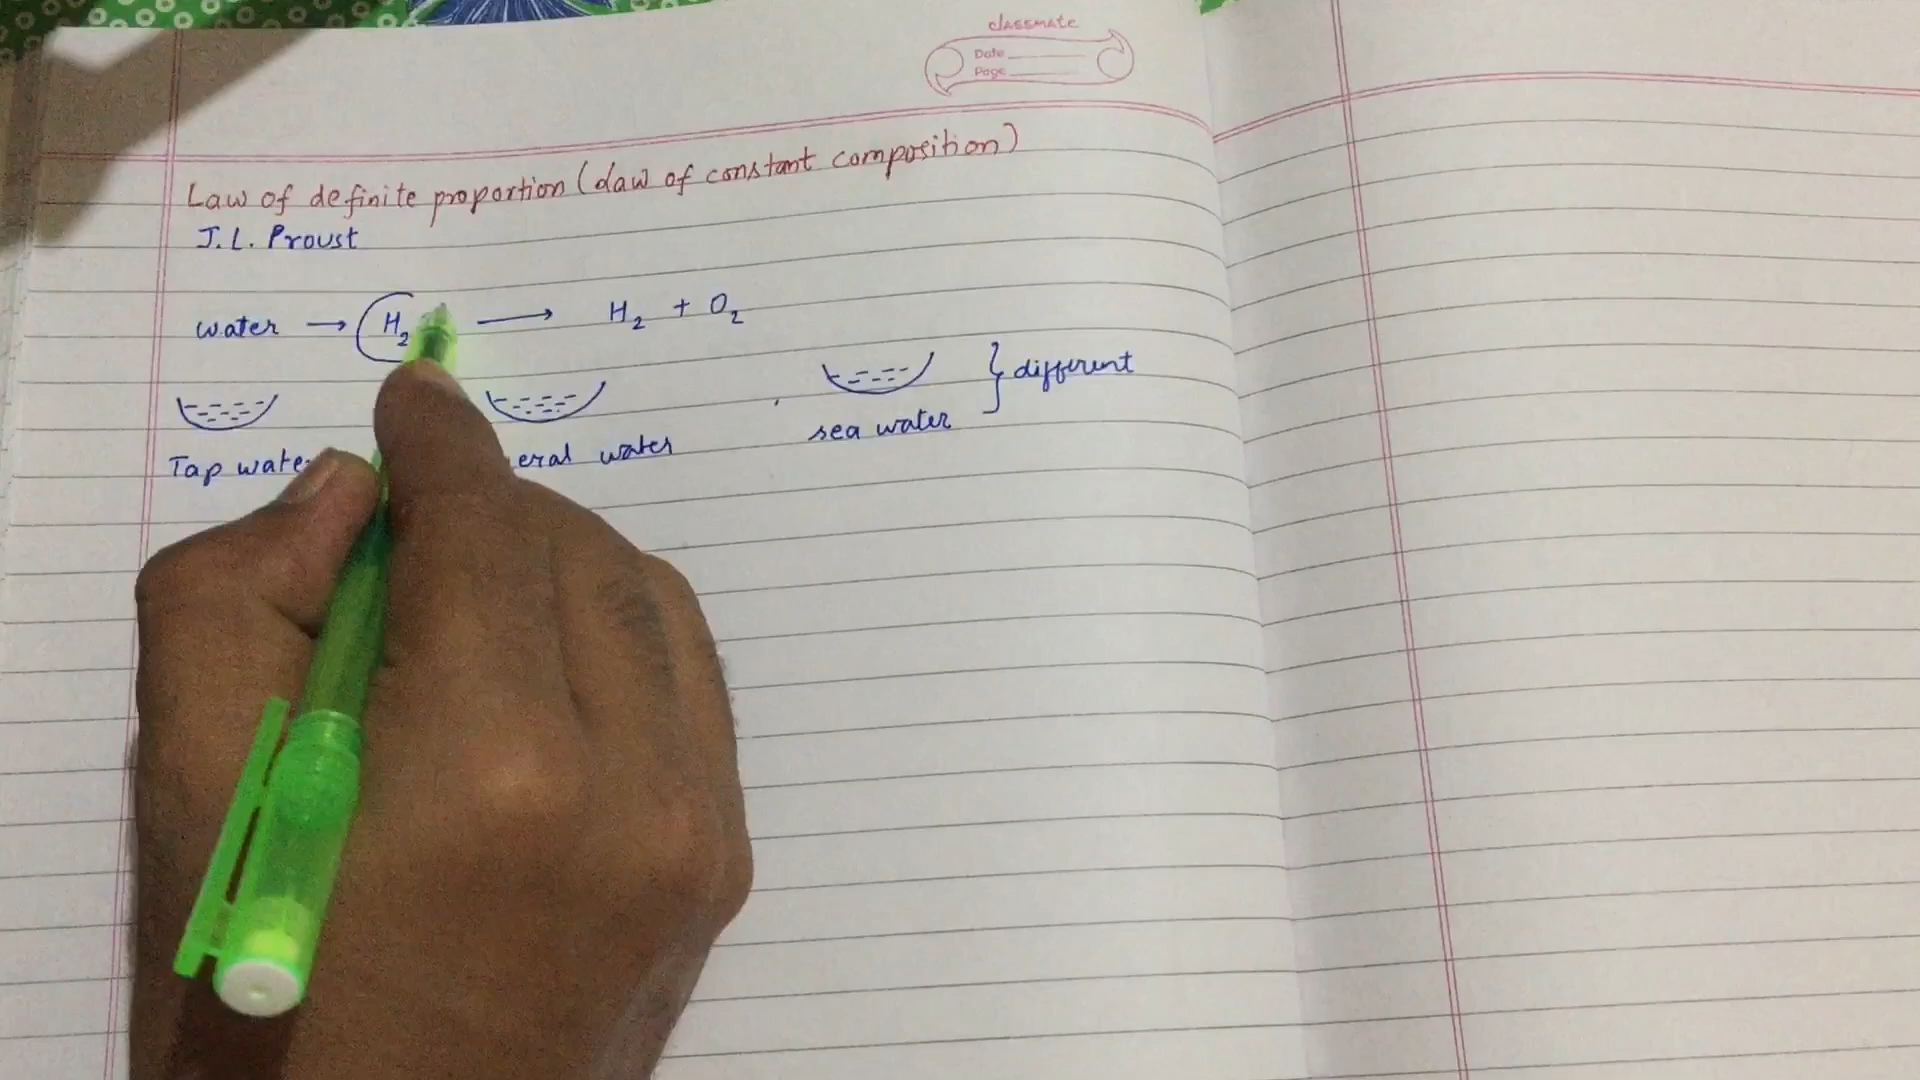 classmate
Date
Page
Law of definite proportion (Law of constant composition)
J.L. Proust
water → H2 → H2 + O2
different
sea water
Tap water
eral water